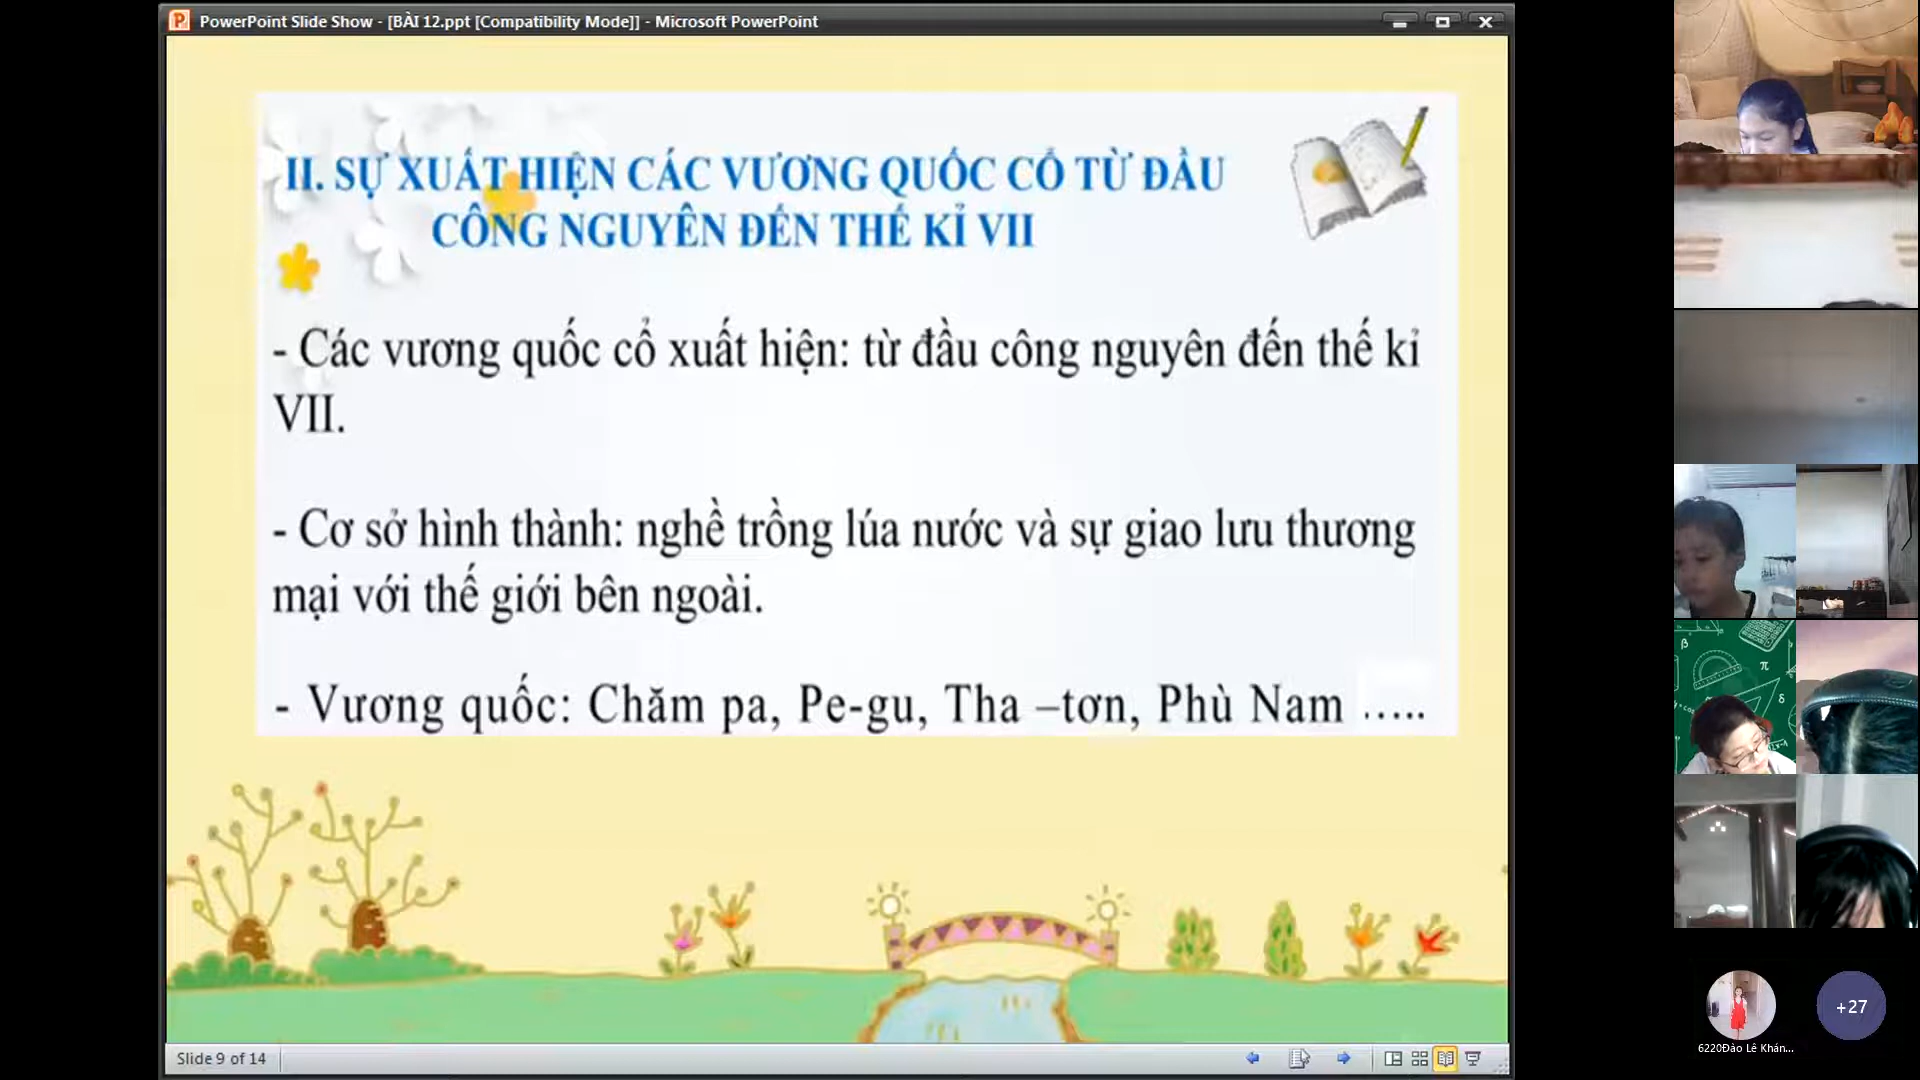 PowerPoint Slide Show - [BÀI 12.ppt [Compatibility Mode]] - Microsoft PowerPoint
II. SỰ XUẤT HIỆN CÁC VƯƠNG QUỐC CỔ TỪ ĐẦU
CÔNG NGUYÊN ĐẾN THẾ KỈ VII
- Các vương quốc cổ xuất hiện: từ đầu công nguyên đến thế kỉ
VII.
- Cơ sở hình thành: nghề trồng lúa nước và sự giao lưu thương
mại với thế giới bên ngoài.
- Vương quốc: Chăm pa, Pe-gu, Tha –tơn, Phù Nam .....
Slide 9 of 14
β
π
δ
+27
6220Đào Lê Khán...